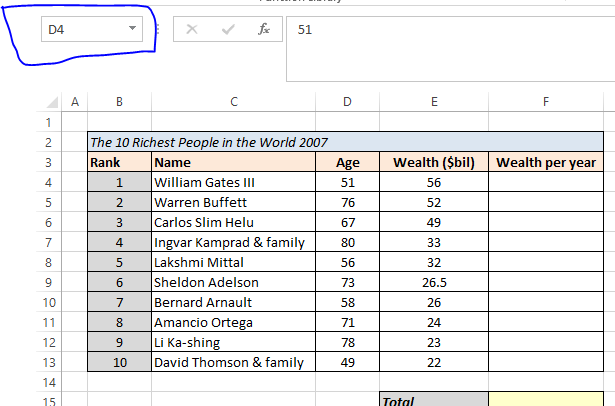 D4 fx 51
A B C D E F
1
2 The 10 Richest People in the World 2007
3 Rank Name Age Wealth ($bil) Wealth per year
4 1 William Gates III 51 56
5 2 Warren Buffett 76 52
6 3 Carlos Slim Helu 67 49
7 4 Ingvar Kamprad & family 80 33
8 5 Lakshmi Mittal 56 32
9 6 Sheldon Adelson 73 26.5
10 7 Bernard Arnault 58 26
11 8 Amancio Ortega 71 24
12 9 Li Ka-shing 78 23
13 10 David Thomson & family 49 22
14
15 Total